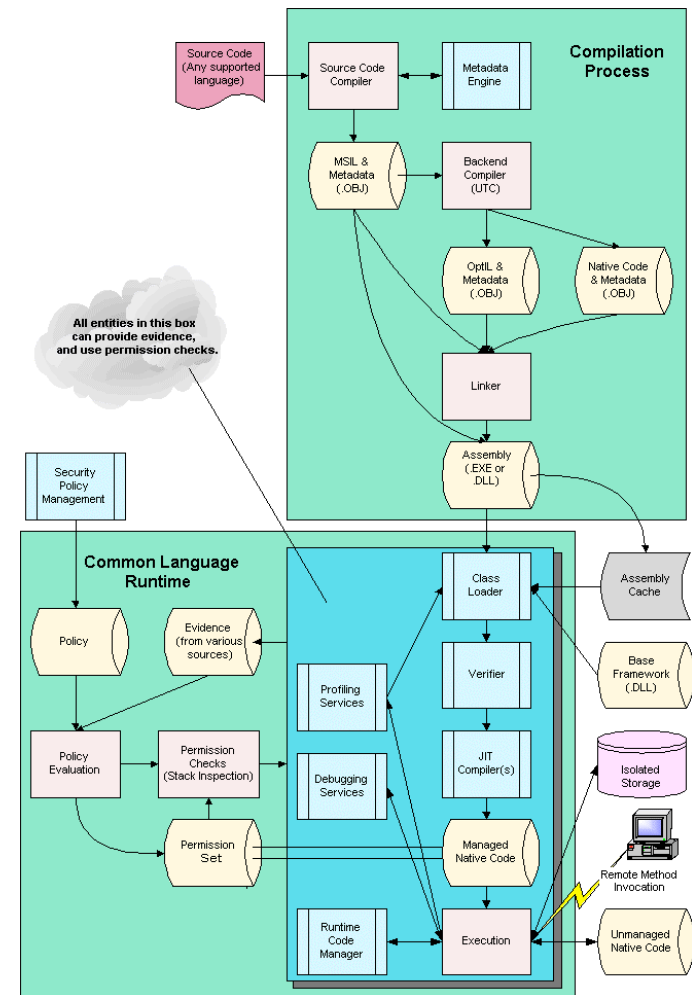 Compilation
Process
Source Code
(Any supported
language)
Source Code
Compiler
Metadata
Engine
MSIL &
Metadata
(.OBJ)
Backend
Compiler
(UTC)
OptIL &
Metadata
(.OBJ)
Native Code
& Metadata
(.OBJ)
All entities in this box
can provide evidence,
and use permission checks.
Linker
Assembly
(.EXE or
.DLL)
Security
Policy
Management
Common Language
Runtime
Class
Loader
Assembly
Cache
Policy
Evidence
(from various
sources)
Verifier
Base
Framework
(.DLL)
Profiling
Services
Policy
Evaluation
Permission
Checks
(Stack Inspection)
Debugging
Services
JIT
Compiler(s)
Isolated
Storage
Permission
Set
Managed
Native Code
Remote Method
Invocation
Runtime
Code
Manager
Execution
Unmanaged
Native Code